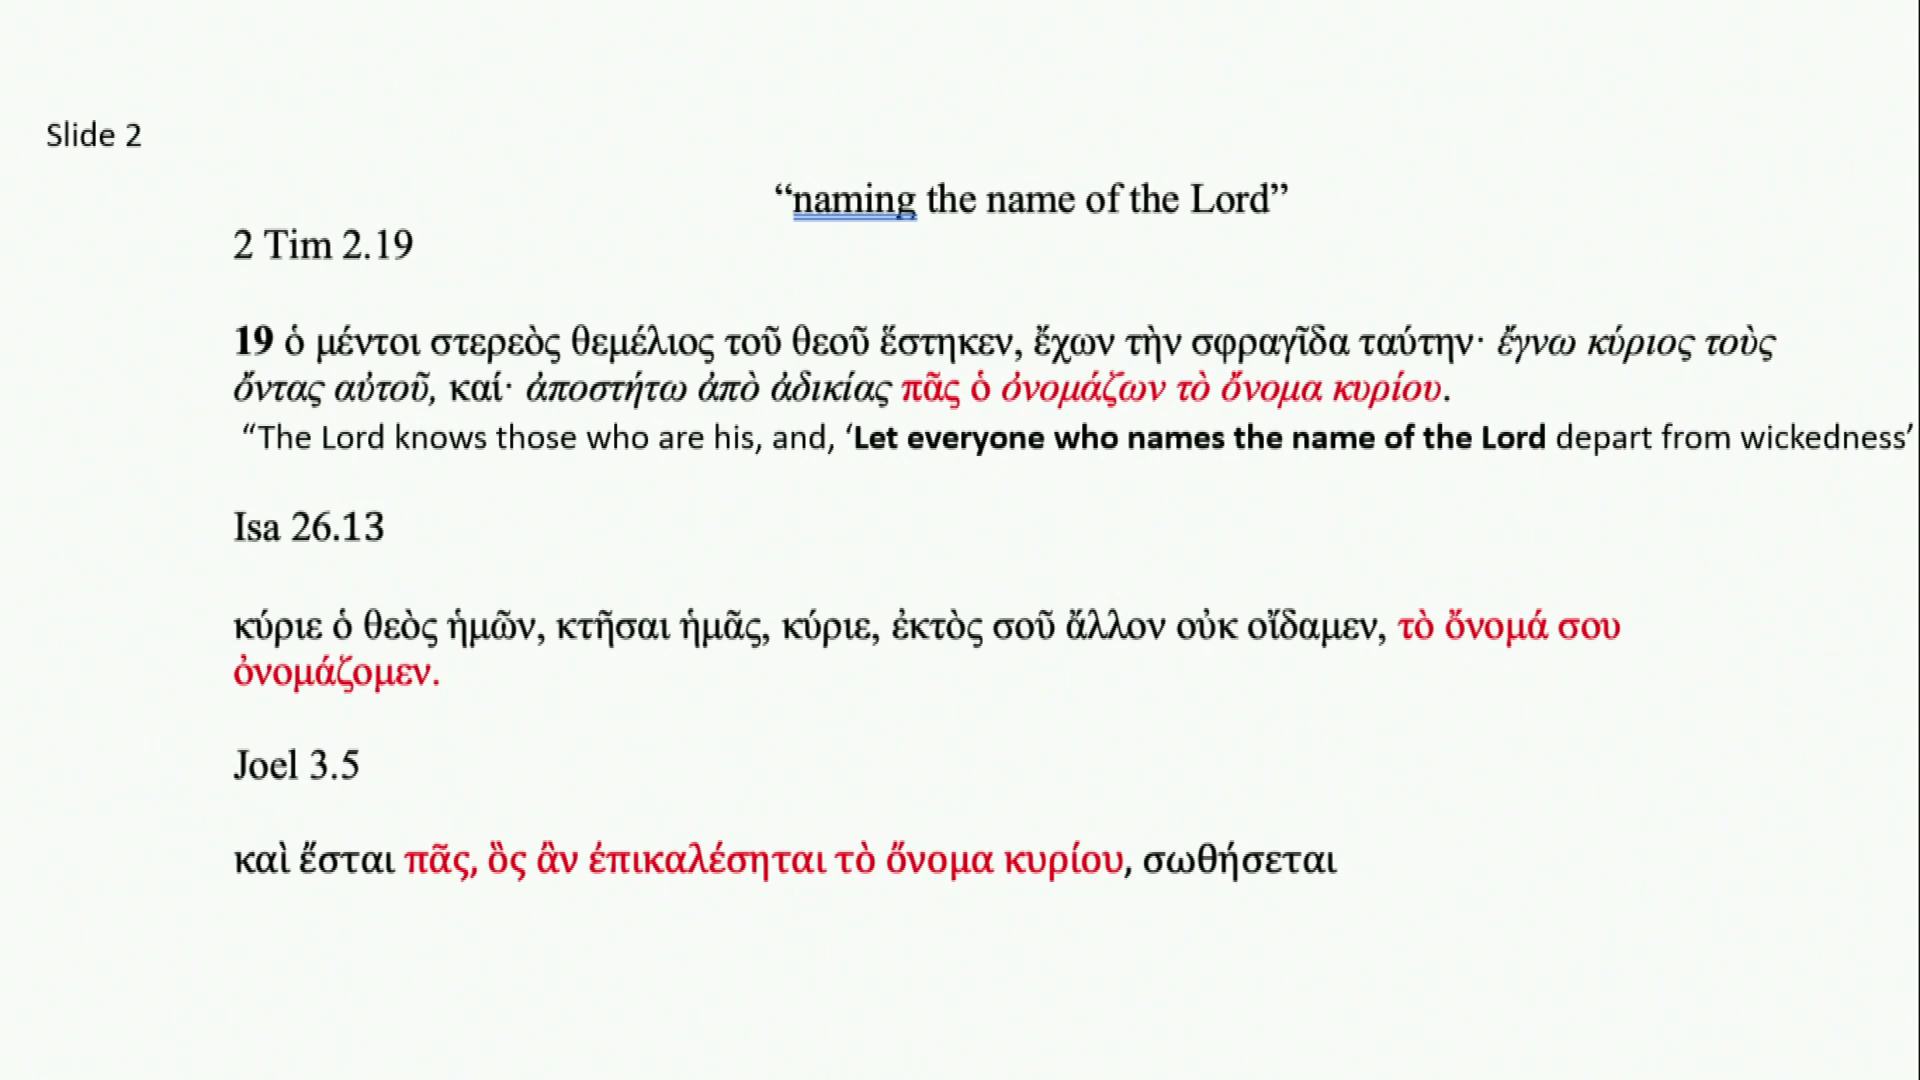 Slide 2
“naming the name of the Lord”
2 Tim 2.19
19 ὁ μέντοι στερεὸς θεμέλιος τοῦ θεοῦ ἕστηκεν, ἔχων τὴν σφραγῖδα ταύτην· ἔγνω κύριος τοὺς
ὄντας αὐτοῦ, καί· ἀποστήτω ἀπὸ ἀδικίας πᾶς ὁ ὀνομάζων τὸ ὄνομα κυρίου.
“The Lord knows those who are his, and, ‘Let everyone who names the name of the Lord depart from wickedness’
Isa 26.13
κύριε ὁ θεὸς ἡμῶν, κτῆσαι ἡμᾶς, κύριε, ἐκτὸς σοῦ ἄλλον οὐκ οἴδαμεν, τὸ ὄνομά σου
ὀνομάζομεν.
Joel 3.5
καὶ ἔσται πᾶς, ὃς ἂν ἐπικαλέσηται τὸ ὄνομα κυρίου, σωθήσεται